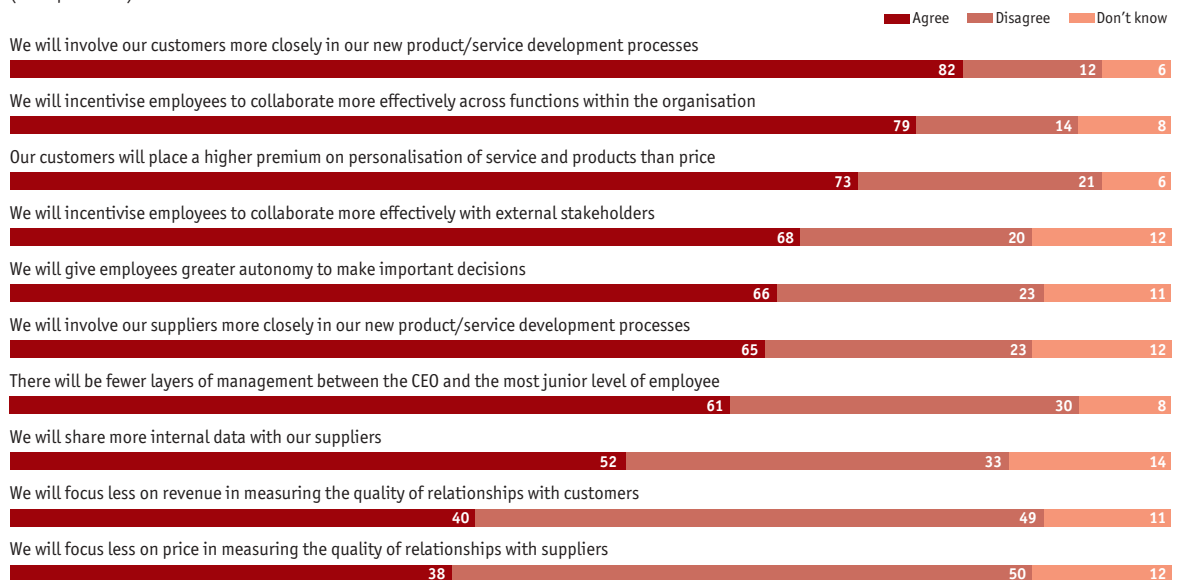 Agree Disagree Don't know
We will involve our customers more closely in our new product/service development processes
82 12 6
We will incentivise employees to collaborate more effectively across functions within the organisation
79 14 8
Our customers will place a higher premium on personalisation of service and products than price
73 21 6
We will incentivise employees to collaborate more effectively with external stakeholders
68 20 12
We will give employees greater autonomy to make important decisions
66 23 11
We will involve our suppliers more closely in our new product/service development processes
65 23 12
There will be fewer layers of management between the CEO and the most junior level of employee
61 30 8
We will share more internal data with our suppliers
52 33 14
We will focus less on revenue in measuring the quality of relationships with customers
40 49 11
We will focus less on price in measuring the quality of relationships with suppliers
38 50 12